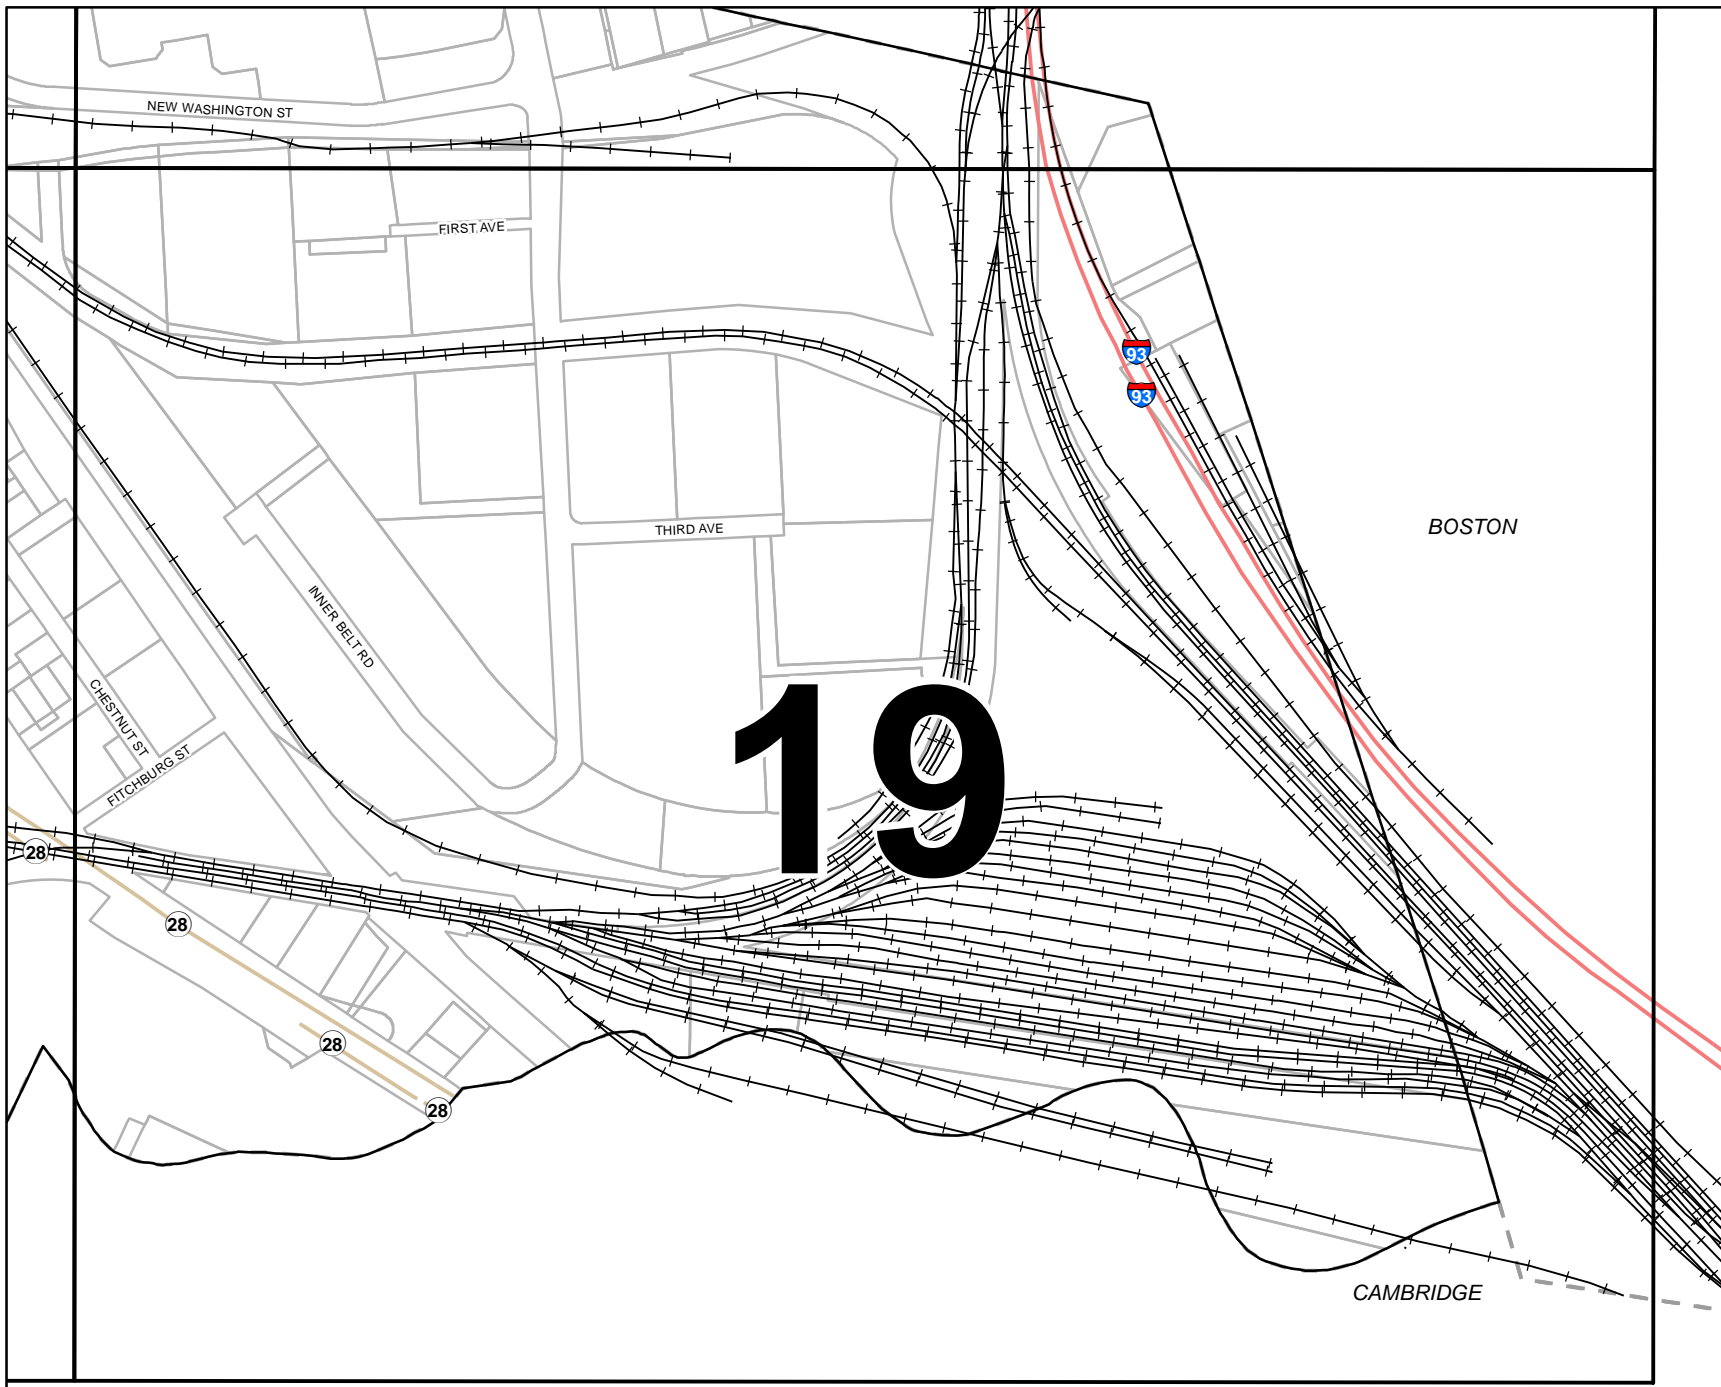 NEW WASHINGTON ST
FIRST AVE
93
93
BOSTON
THIRD AVE
INNER BELT RD
CHESTNUT ST
FITCHBURG ST
19
28
28
28
28
CAMBRIDGE